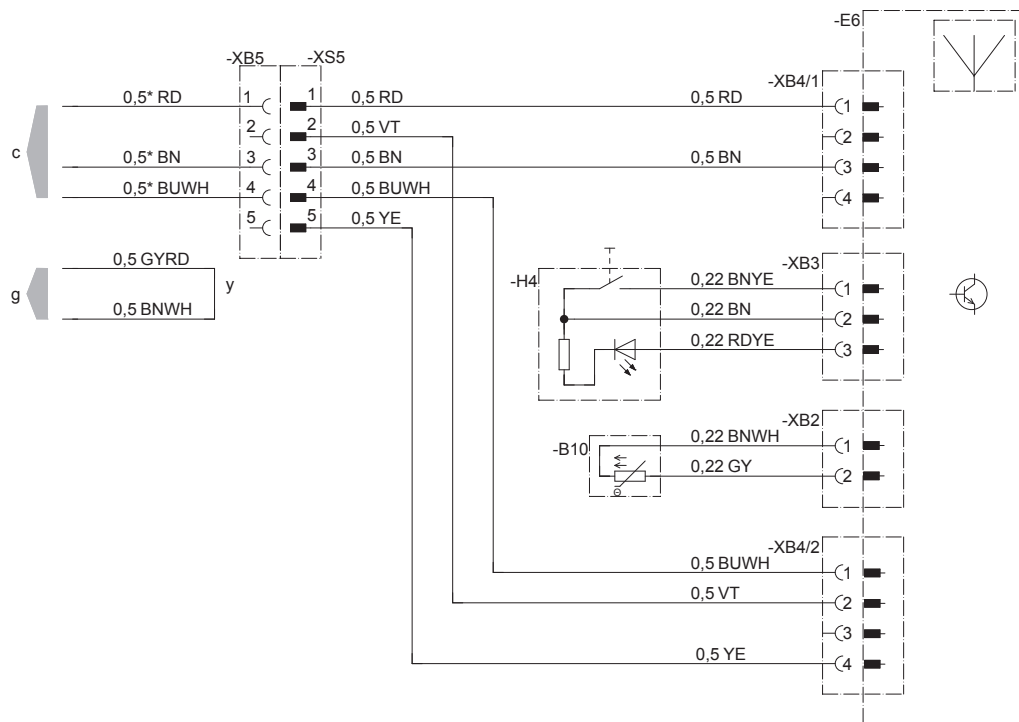 -E6
-XB5 -XS5
-XB4/1
0,5* RD 1 1 0,5 RD 0,5 RD 1
2 2 0,5 VT 2
c 0,5* BN 3 3 0,5 BN 0,5 BN 3
0,5* BUWH 4 4 0,5 BUWH 4
5 5 0,5 YE
0,5 GYRD
g y
0,5 BNWH
-XB3
-H4 0,22 BNYE 1
0,22 BN 2
0,22 RDYE 3
-XB2
-B10 0,22 BNWH 1
0,22 GY 2
-XB4/2
0,5 BUWH 1
0,5 VT 2
3
0,5 YE 4